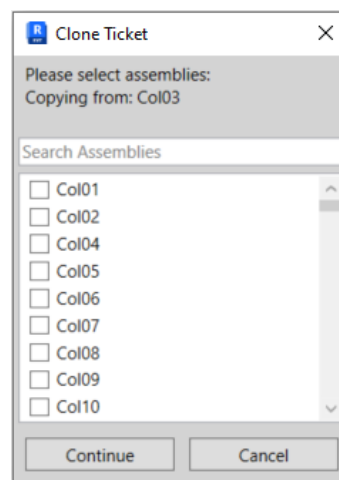 R
Clone Ticket
Please select assemblies:
Copying from: Col03
Search Assemblies
Col01
Col02
Col04
Col05
Col06
Col07
Col08
Col09
Col10
Continue
Cancel